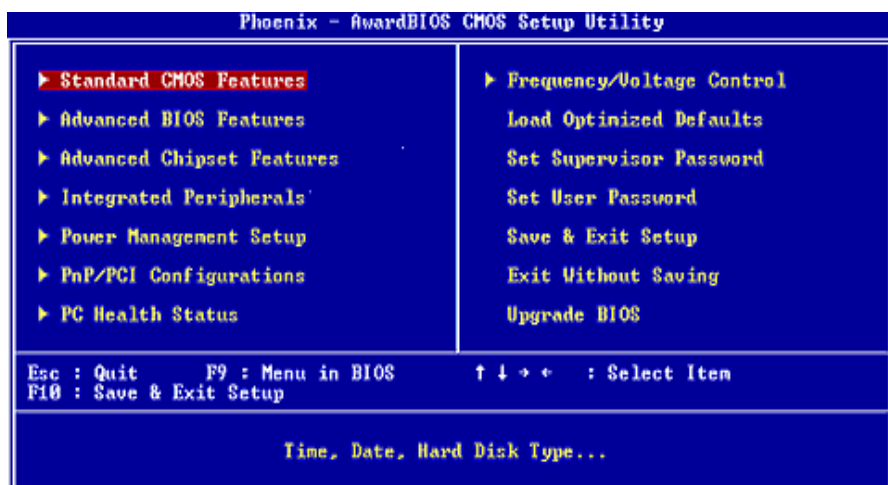 Phoenix - AwardBIOS CMOS Setup Utility
▶ Standard CMOS Features
▶ Advanced BIOS Features
▶ Advanced Chipset Features
▶ Integrated Peripherals
▶ Power Management Setup
▶ PnP/PCI Configurations
▶ PC Health Status
▶ Frequency/Voltage Control
Load Optimized Defaults
Set Supervisor Password
Set User Password
Save & Exit Setup
Exit Without Saving
Upgrade BIOS
Esc : Quit F9 : Menu in BIOS ↑ ↓ → ← : Select Item
F10 : Save & Exit Setup
Time, Date, Hard Disk Type...